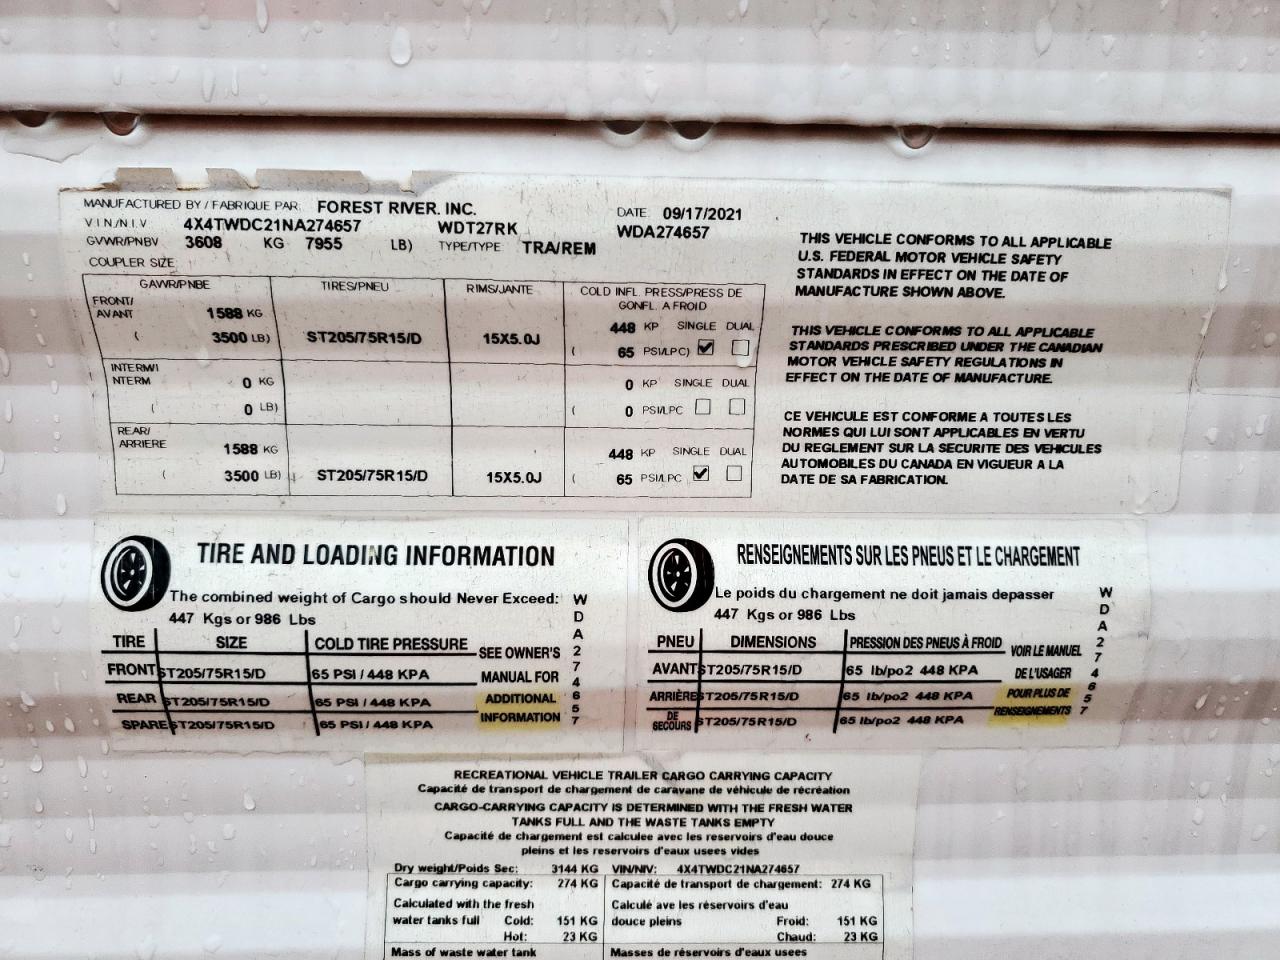 MANUFACTURED BY / FABRIQUE PAR: FOREST RIVER. INC. DATE: 09/17/2021
V I N / N I V 4X4TWDC21NA274657 WDT27RK WDA274657
GVWR/PNBV 3608 KG 7955 LB) TYPE/TYPE TRA/REM
COUPLER SIZE:
GAWR/PNBE TIRES/PNEU RIMS/JANTE COLD INFL. PRESS/PRESS DE
GONFL. A FROID
FRONT/
AVANT 1588 KG 448 KP SINGLE DUAL
( 3500 LB) ST205/75R15/D 15X5.0J ( 65 PSI/LPC)
INTERM/I
NTERM 0 KG 0 KP SINGLE DUAL
( 0 LB) ( 0 PSI/LPC
REAR/
ARRIERE 1588 KG 448 KP SINGLE DUAL
( 3500 LB) ST205/75R15/D 15X5.0J ( 65 PSI/LPC
THIS VEHICLE CONFORMS TO ALL APPLICABLE
U.S. FEDERAL MOTOR VEHICLE SAFETY
STANDARDS IN EFFECT ON THE DATE OF
MANUFACTURE SHOWN ABOVE.
THIS VEHICLE CONFORMS TO ALL APPLICABLE
STANDARDS PRESCRIBED UNDER THE CANADIAN
MOTOR VEHICLE SAFETY REGULATIONS IN
EFFECT ON THE DATE OF MANUFACTURE.
CE VEHICULE EST CONFORME A TOUTES LES
NORMES QUI LUI SONT APPLICABLES EN VERTU
DU REGLEMENT SUR LA SECURITE DES VEHICULES
AUTOMOBILES DU CANADA EN VIGUEUR A LA
DATE DE SA FABRICATION.
TIRE AND LOADING INFORMATION
The combined weight of Cargo should Never Exceed:
447 Kgs or 986 Lbs
TIRE SIZE COLD TIRE PRESSURE
FRONT ST205/75R15/D 65 PSI / 448 KPA
REAR ST205/75R15/D 65 PSI / 448 KPA
SPARE ST205/75R15/D 65 PSI / 448 KPA
SEE OWNER'S
MANUAL FOR
ADDITIONAL
INFORMATION
WDA274657
RENSEIGNEMENTS SUR LES PNEUS ET LE CHARGEMENT
Le poids du chargement ne doit jamais depasser
447 Kgs or 986 Lbs
PNEU DIMENSIONS PRESSION DES PNEUS À FROID
AVANT ST205/75R15/D 65 lb/po2 448 KPA
ARRIÈRE ST205/75R15/D 65 lb/po2 448 KPA
DE
SECOURS ST205/75R15/D 65 lb/po2 448 KPA
VOIR LE MANUEL
DE L'USAGER
POUR PLUS DE
RENSEIGNEMENTS
WDA274657
RECREATIONAL VEHICLE TRAILER CARGO CARRYING CAPACITY
Capacité de transport de chargement de caravane de véhicule de récréation
CARGO-CARRYING CAPACITY IS DETERMINED WITH THE FRESH WATER
TANKS FULL AND THE WASTE TANKS EMPTY
Capacité de chargement est calculee avec les reservoirs d'eau douce
pleins et les reservoirs d'eaux usees vides
Dry weight/Poids Sec: 3144 KG VIN/NIV: 4X4TWDC21NA274657
Cargo carrying capacity: 274 KG Capacité de transport de chargement: 274 KG
Calculated with the fresh Calculé ave les réservoirs d'eau
water tanks full Cold: 151 KG douce pleins Froid: 151 KG
Hot: 23 KG Chaud: 23 KG
Mass of waste water tank Masses de réservoirs d'eaux usees